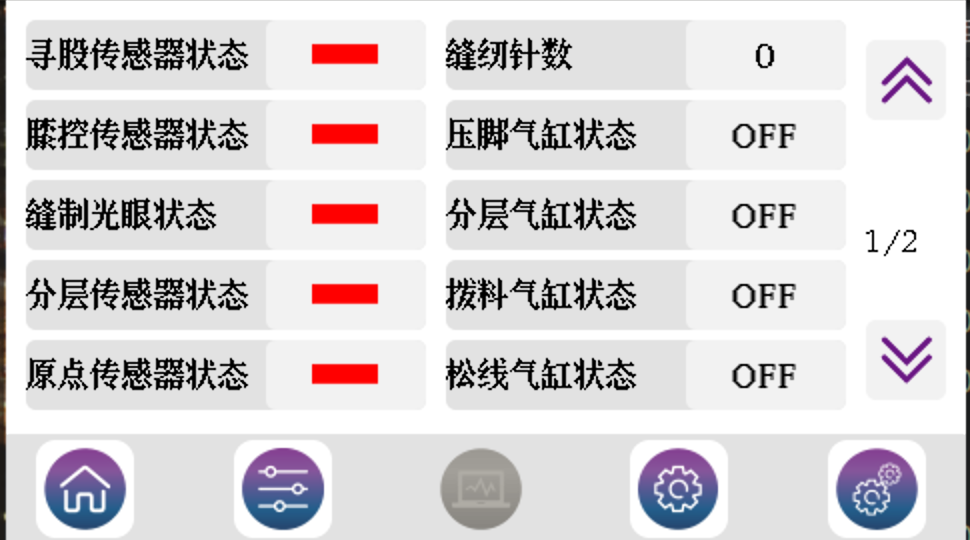 寻股传感器状态
缝纫针数 0
膝控传感器状态
压脚气缸状态 OFF
缝制光眼状态
分层气缸状态 OFF
1/2
分层传感器状态
拨料气缸状态 OFF
原点传感器状态
松线气缸状态 OFF